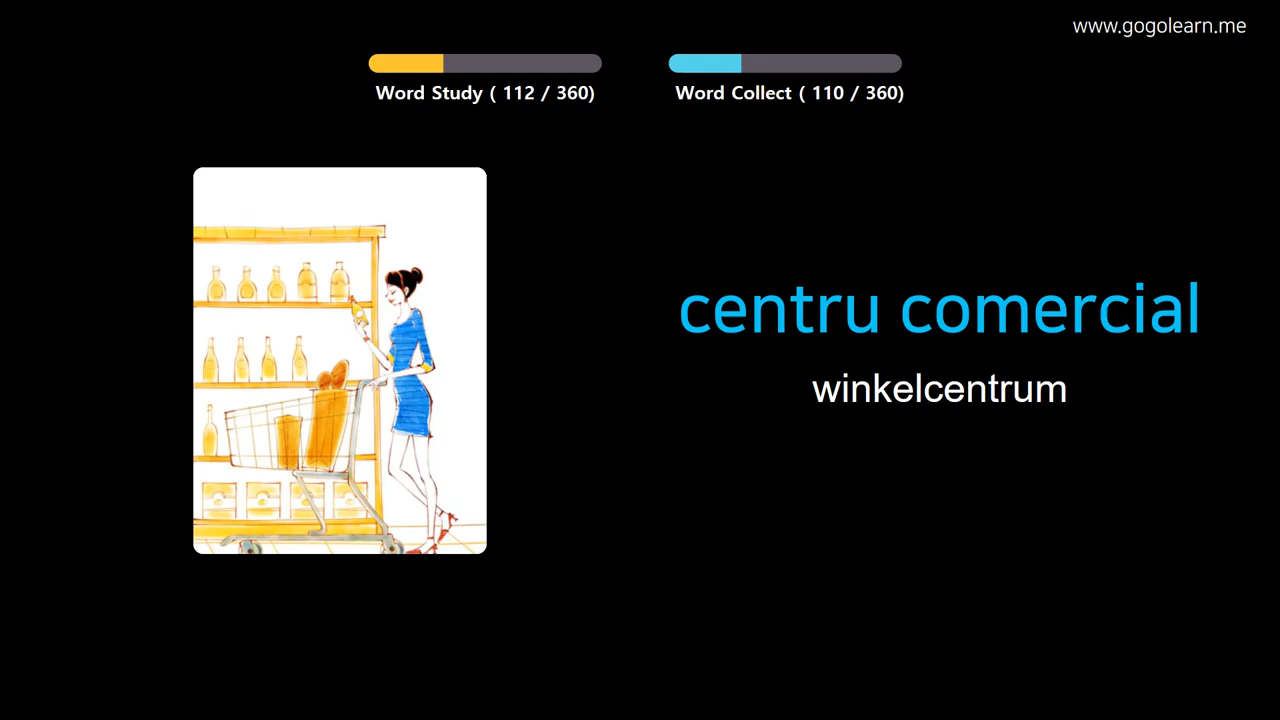 www.gogolearn.me
Word Study ( 112 / 360)
Word Collect ( 110 / 360)
centru comercial
winkelcentrum